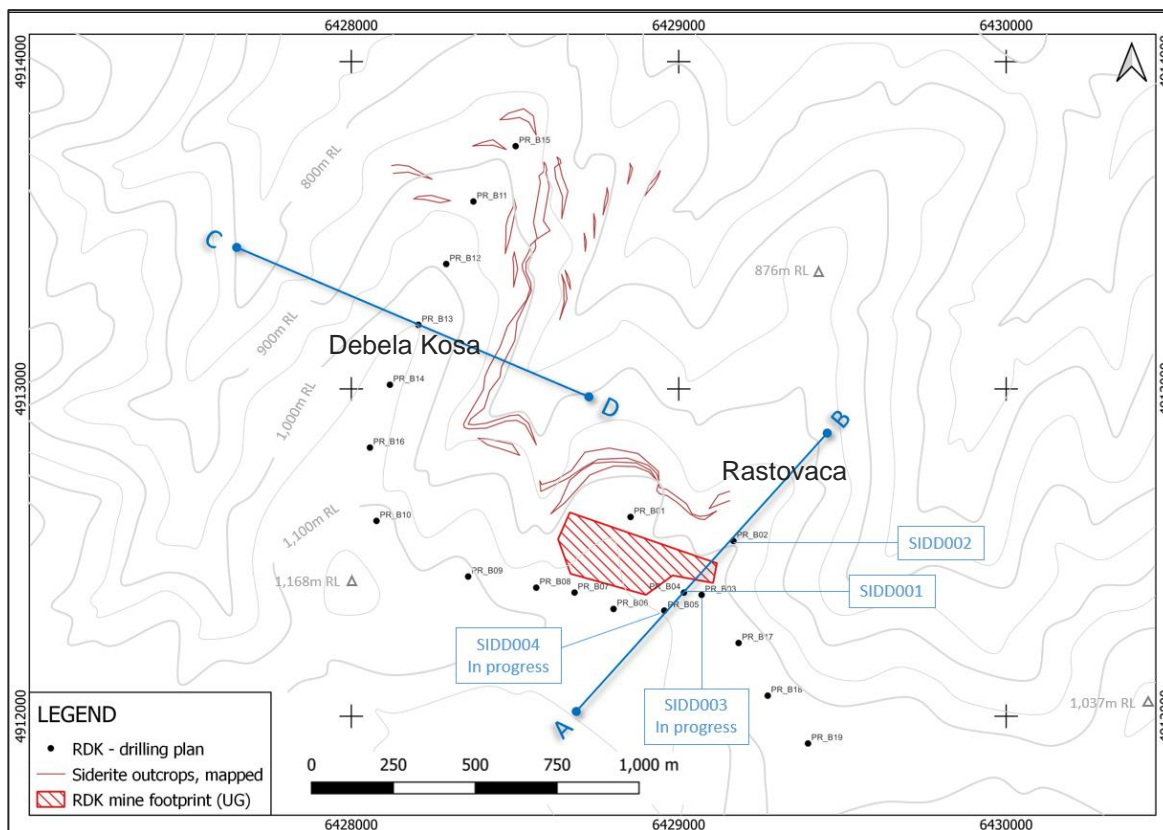 6428000
6429000
6430000
4914000
4914000
PR_B15
800m RL
PR_B11
C
PR_B12
876m RL
900m RL
PR_B13
Debela Kosa
4913000
4913000
PR_B14
D
B
1,000m RL
PR_B16
Rastovaca
PR_B01
PR_B10
1,100m RL
PR_B02
SIDD002
1,168m RL
PR_B09
PR_B08
PR_B07
PR_B04
PR_B03
SIDD001
PR_B06
PR_B05
SIDD004
In progress
PR_B17
SIDD003
In progress
PR_B18
1,037m RL
A
4912000
4912000
PR_B19
LEGEND
RDK - drilling plan
Siderite outcrops, mapped
RDK mine footprint (UG)
0
250
500
750
1,000 m
6428000
6429000
6430000